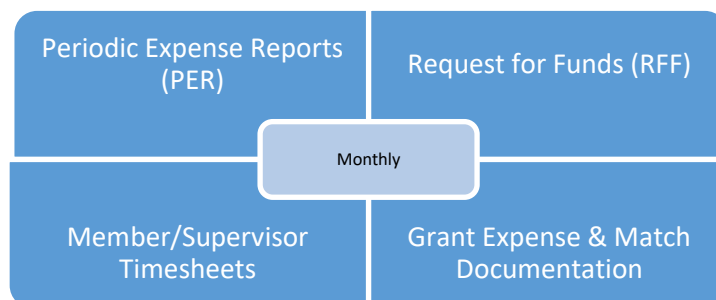 Periodic Expense Reports
(PER)
Request for Funds (RFF)
Monthly
Member/Supervisor
Timesheets
Grant Expense & Match
Documentation